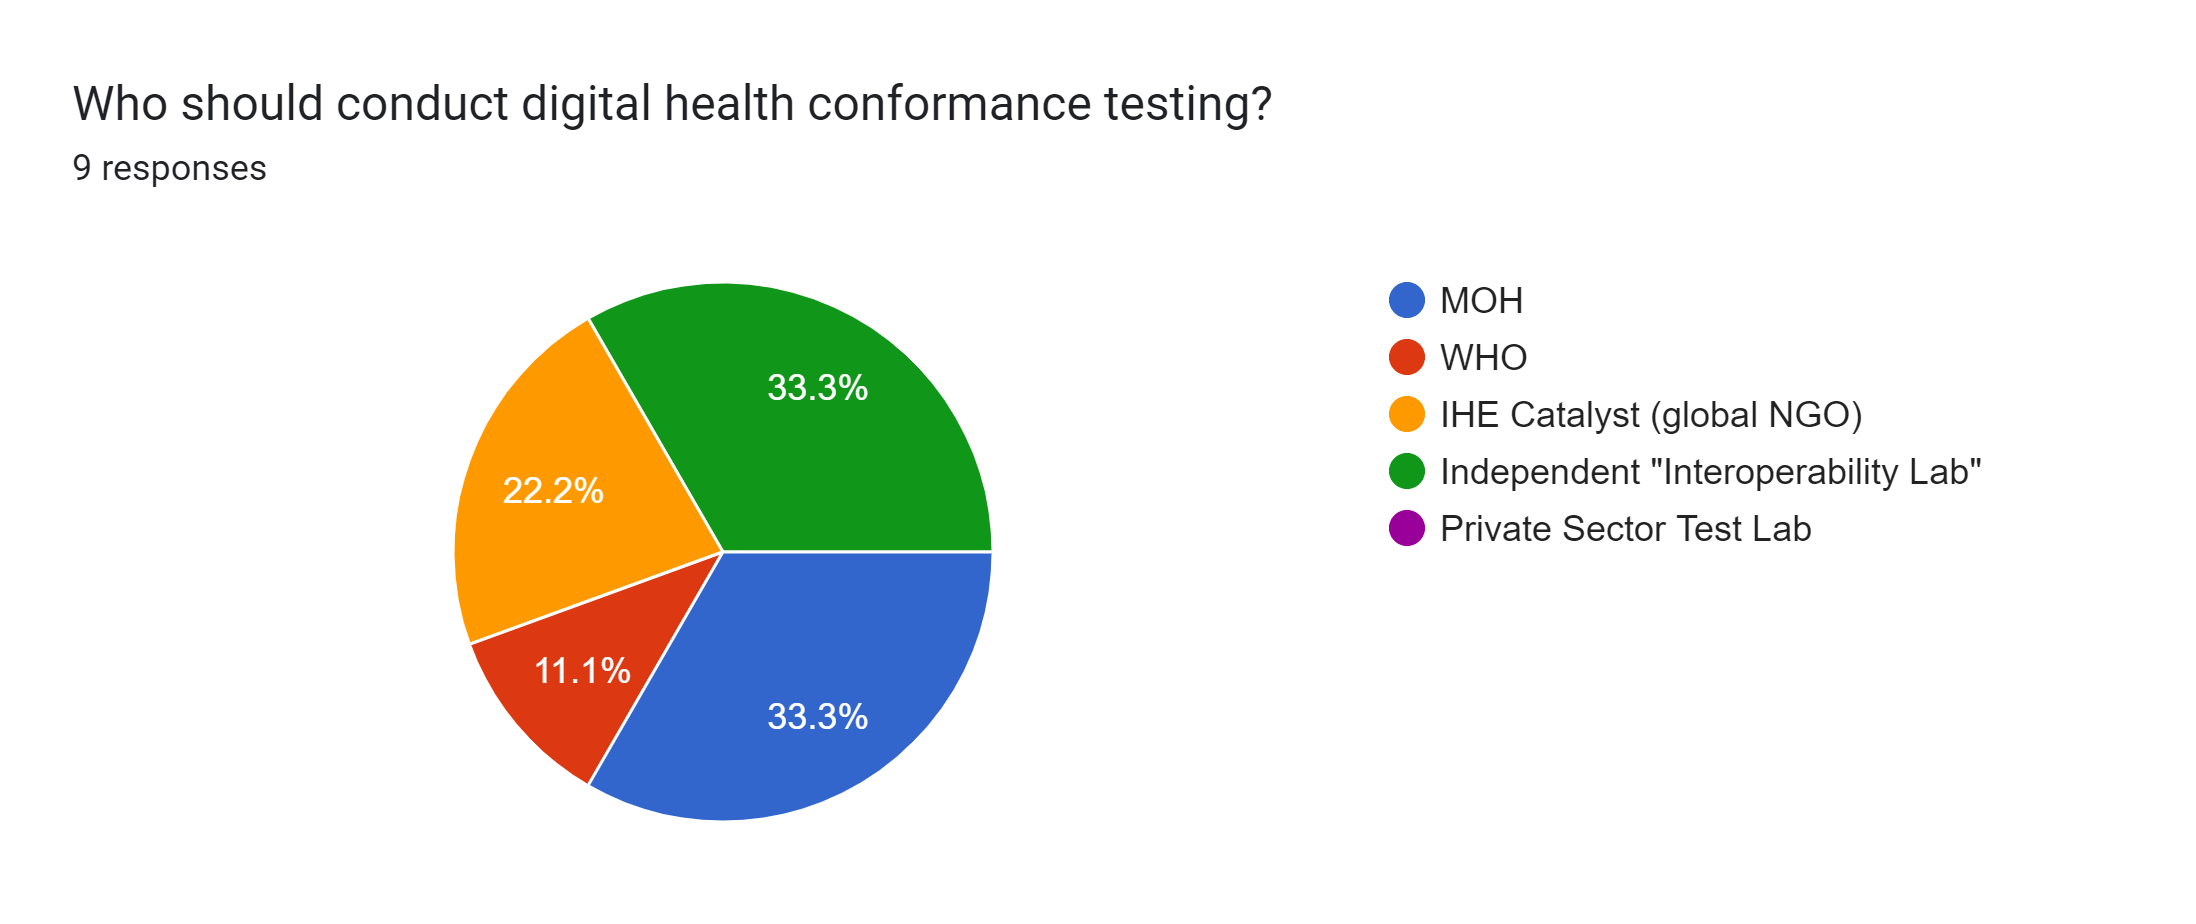 Who should conduct digital health conformance testing?
9 responses
33.3%
22.2%
11.1%
33.3%
MOH
WHO
IHE Catalyst (global NGO)
Independent "Interoperability Lab"
Private Sector Test Lab